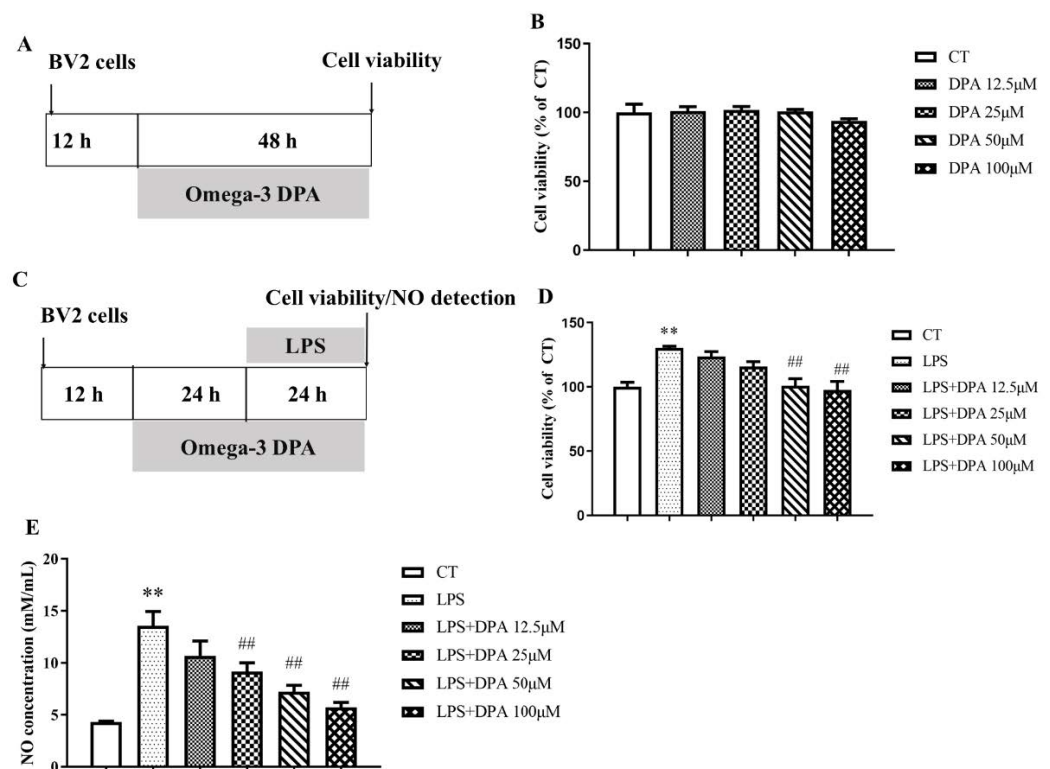 A
BV2 cells
Cell viability
12 h
48 h
Omega-3 DPA
B
Cell viability (% of CT)
150
100
50
0
CT
DPA 12.5μM
DPA 25μM
DPA 50μM
DPA 100μM
C
BV2 cells
Cell viability/NO detection
LPS
12 h
24 h
24 h
Omega-3 DPA
D
Cell viability (% of CT)
150
100
50
0
**
##
##
CT
LPS
LPS+DPA 12.5μM
LPS+DPA 25μM
LPS+DPA 50μM
LPS+DPA 100μM
E
NO concentration (mM/mL)
20
15
10
5
0
**
##
##
##
CT
LPS
LPS+DPA 12.5μM
LPS+DPA 25μM
LPS+DPA 50μM
LPS+DPA 100μM